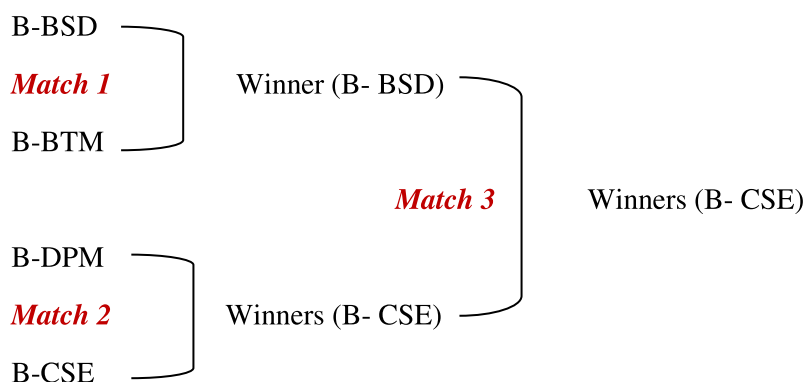 B-BSD
Match 1
Winner (B- BSD)
B-BTM
Match 3
Winners (B- CSE)
B-DPM
Match 2
Winners (B- CSE)
B-CSE